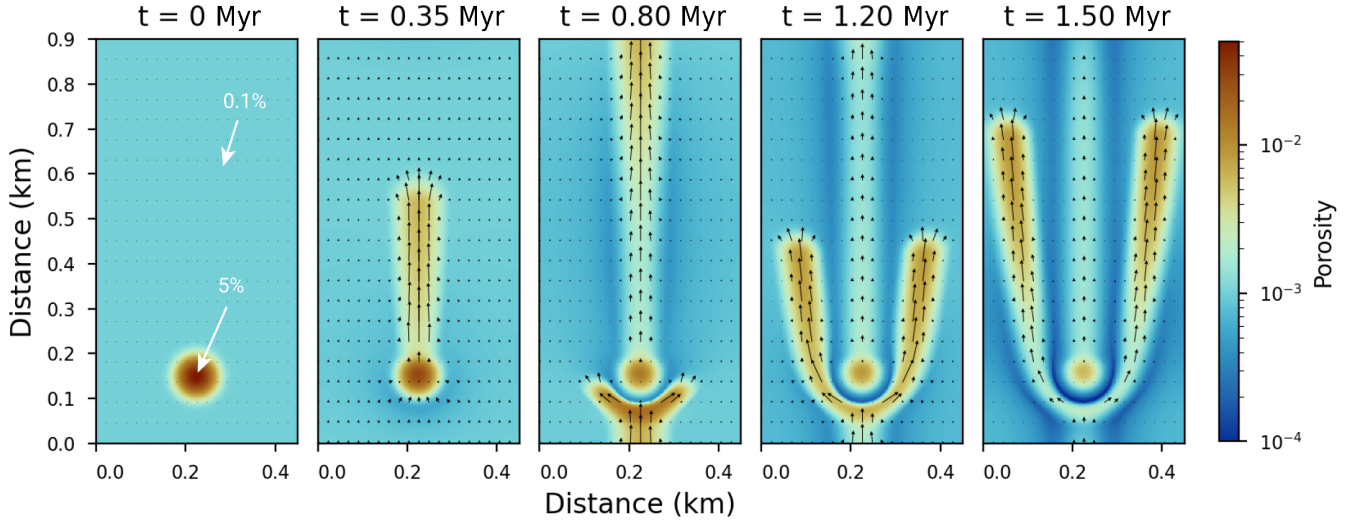 t = 0 Myr
t = 0.35 Myr
t = 0.80 Myr
t = 1.20 Myr
t = 1.50 Myr
0.9
0.8
0.7
0.6
0.5
0.4
0.3
0.2
0.1
0.0
Distance (km)
0.1%
5%
0.0 0.2 0.4
0.0 0.2 0.4
0.0 0.2 0.4
0.0 0.2 0.4
0.0 0.2 0.4
Distance (km)
10⁻²
10⁻³
10⁻⁴
Porosity